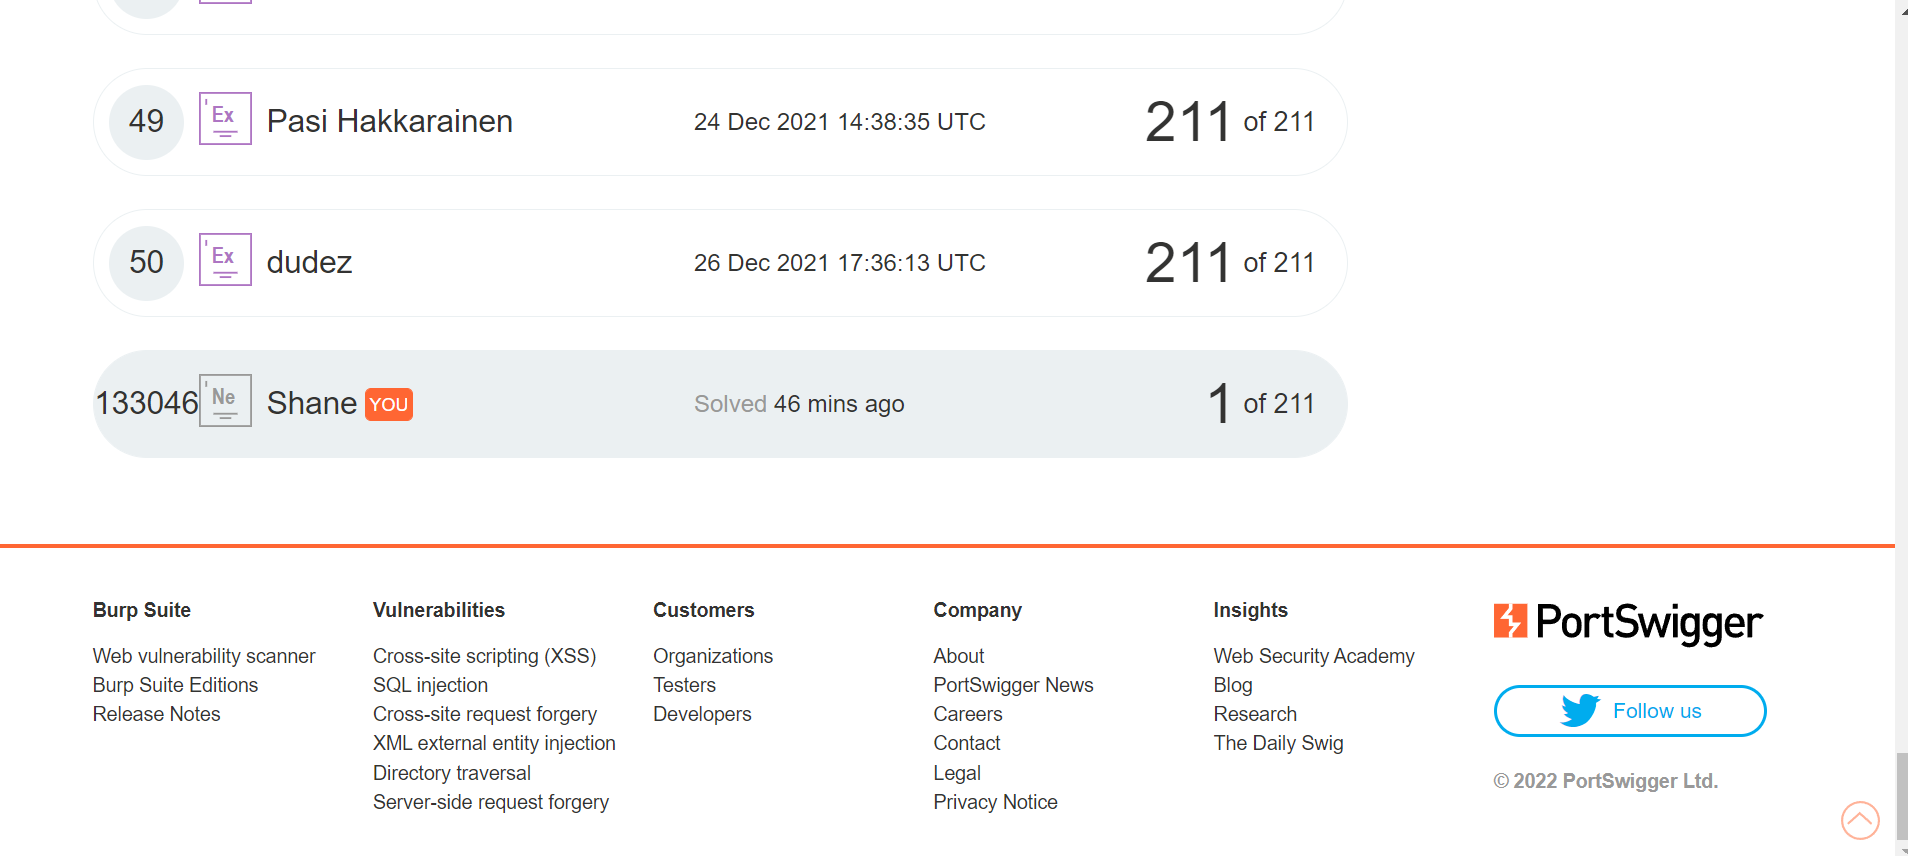 49 Ex Pasi Hakkarainen 24 Dec 2021 14:38:35 UTC 211 of 211
50 Ex dudez 26 Dec 2021 17:36:13 UTC 211 of 211
133046 Ne Shane YOU Solved 46 mins ago 1 of 211
Burp Suite
Web vulnerability scanner
Burp Suite Editions
Release Notes
Vulnerabilities
Cross-site scripting (XSS)
SQL injection
Cross-site request forgery
XML external entity injection
Directory traversal
Server-side request forgery
Customers
Organizations
Testers
Developers
Company
About
PortSwigger News
Careers
Contact
Legal
Privacy Notice
Insights
Web Security Academy
Blog
Research
The Daily Swig
PortSwigger
Follow us
© 2022 PortSwigger Ltd.